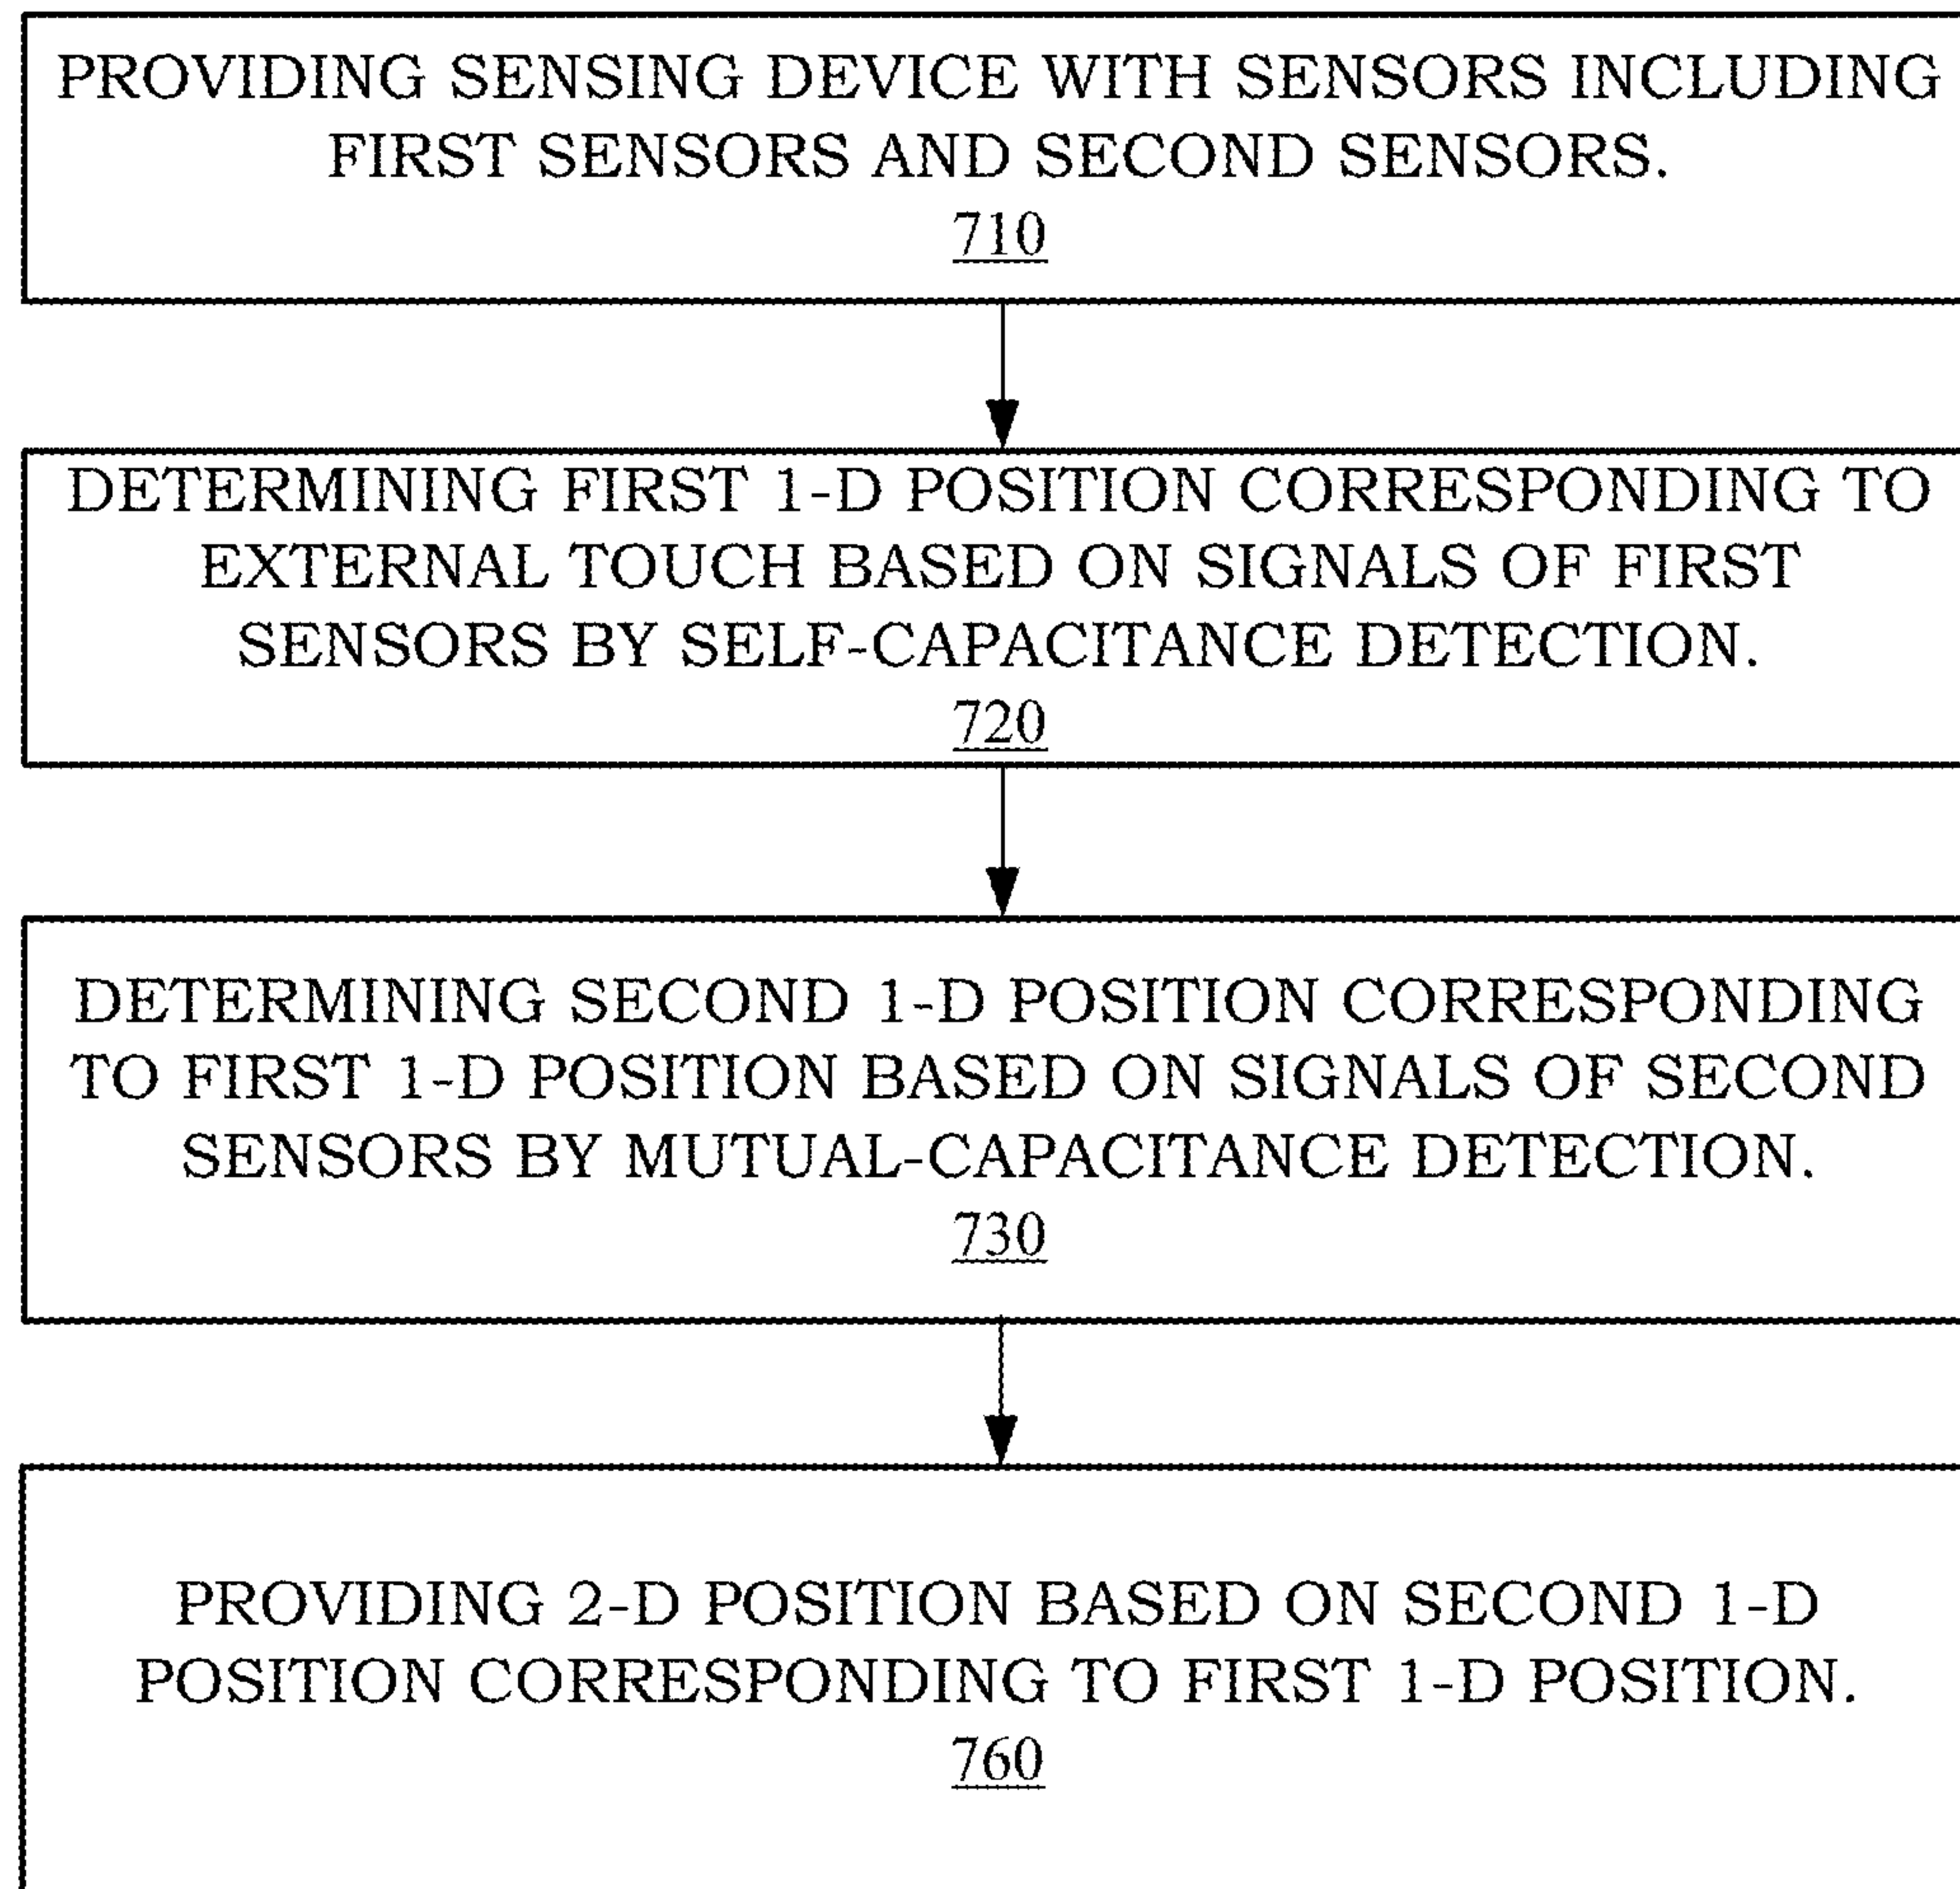 PROVIDING SENSING DEVICE WITH SENSORS INCLUDING
FIRST SENSORS AND SECOND SENSORS.
710
DETERMINING FIRST 1-D POSITION CORRESPONDING TO
EXTERNAL TOUCH BASED ON SIGNALS OF FIRST
SENSORS BY SELF-CAPACITANCE DETECTION.
720
DETERMINING SECOND 1-D POSITION CORRESPONDING
TO FIRST 1-D POSITION BASED ON SIGNALS OF SECOND
SENSORS BY MUTUAL-CAPACITANCE DETECTION.
730
PROVIDING 2-D POSITION BASED ON SECOND 1-D
POSITION CORRESPONDING TO FIRST 1-D POSITION.
760